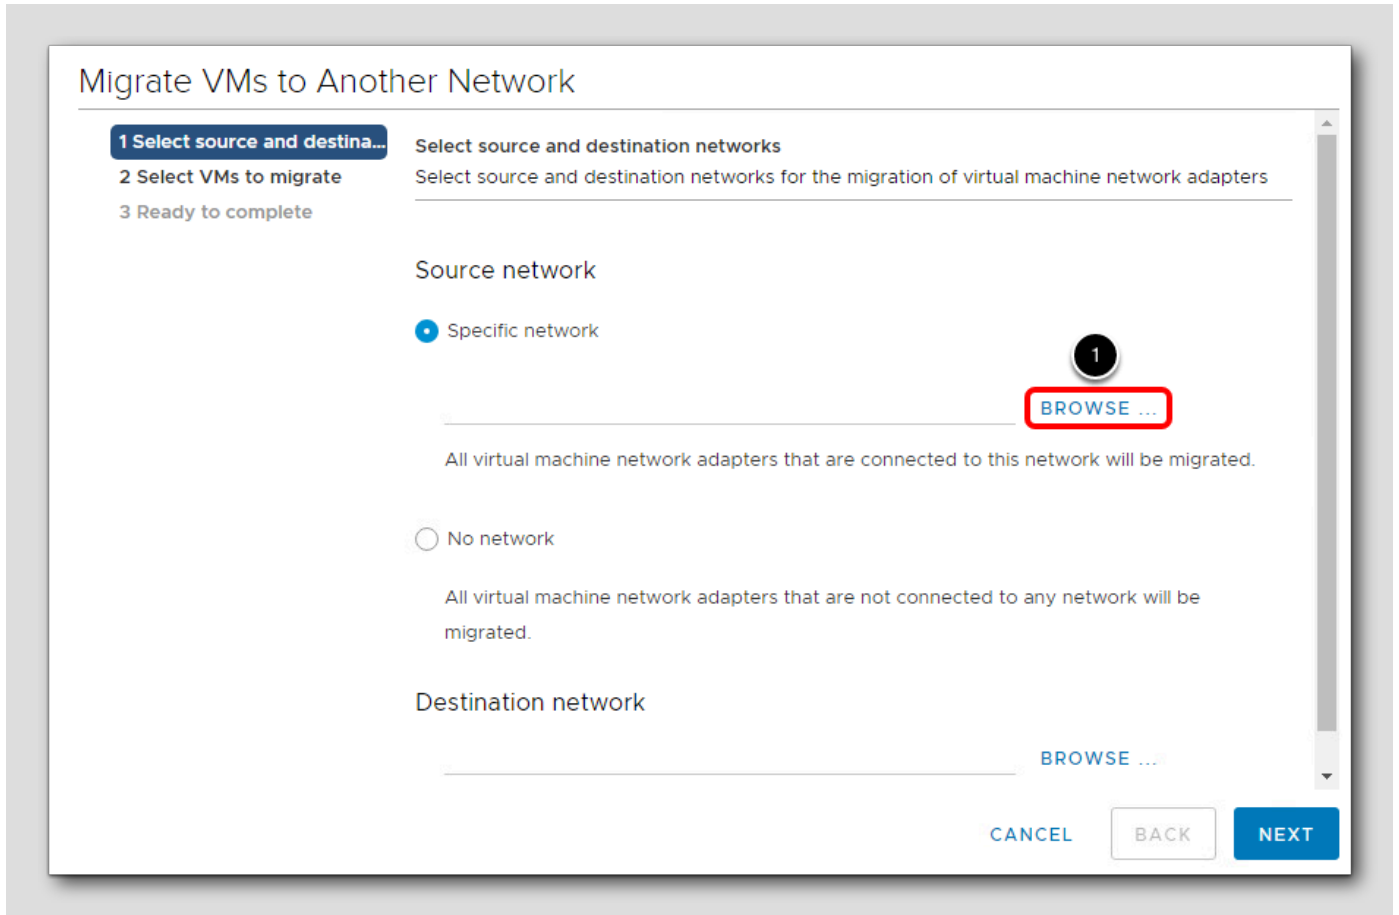 Migrate VMs to Another Network
1 Select source and destina...
2 Select VMs to migrate
3 Ready to complete
Select source and destination networks
Select source and destination networks for the migration of virtual machine network adapters
Source network
Specific network
1
BROWSE ...
All virtual machine network adapters that are connected to this network will be migrated.
No network
All virtual machine network adapters that are not connected to any network will be
migrated.
Destination network
BROWSE ...
CANCEL
BACK
NEXT